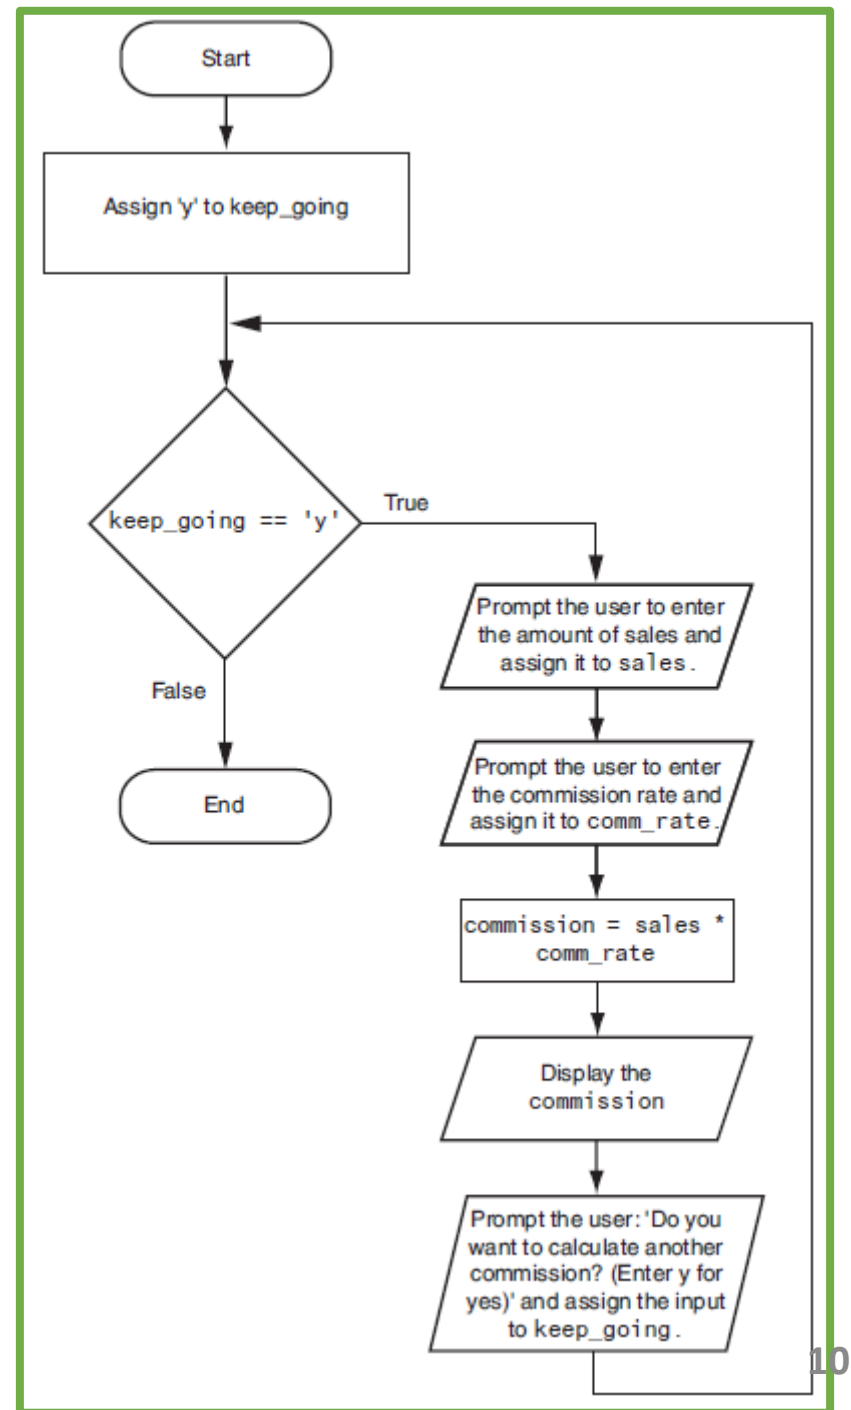 Start
Assign 'y' to keep_going
keep_going == 'y'
True
False
End
Prompt the user to enter
the amount of sales and
assign it to sales.
Prompt the user to enter
the commission rate and
assign it to comm_rate.
commission = sales *
comm_rate
Display the
commission
Prompt the user: 'Do you
want to calculate another
commission? (Enter y for
yes)' and assign the input
to keep_going.
10